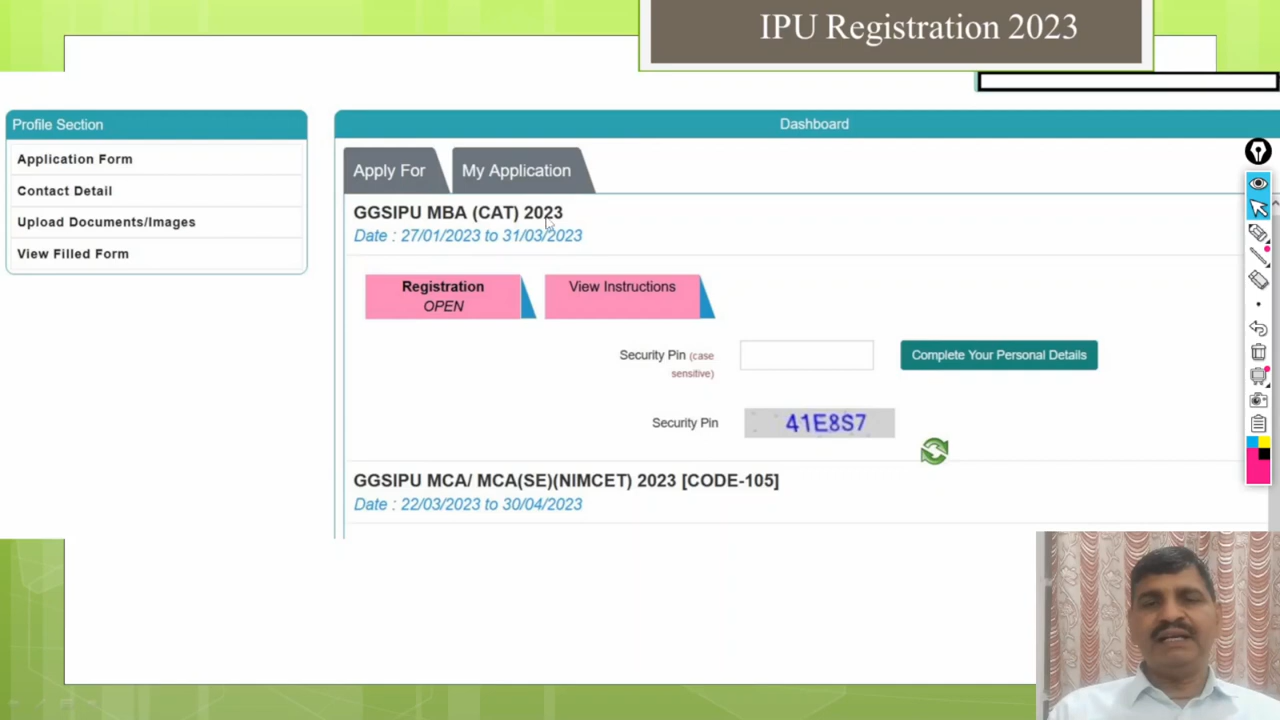 IPU Registration 2023
Profile Section
Application Form
Contact Detail
Upload Documents/Images
View Filled Form
Dashboard
Apply For
My Application
GGSIPU MBA (CAT) 2023
Date : 27/01/2023 to 31/03/2023
Registration
OPEN
View Instructions
Security Pin (case
sensitive)
Complete Your Personal Details
Security Pin
41E8S7
GGSIPU MCA/ MCA(SE)(NIMCET) 2023 [CODE-105]
Date : 22/03/2023 to 30/04/2023